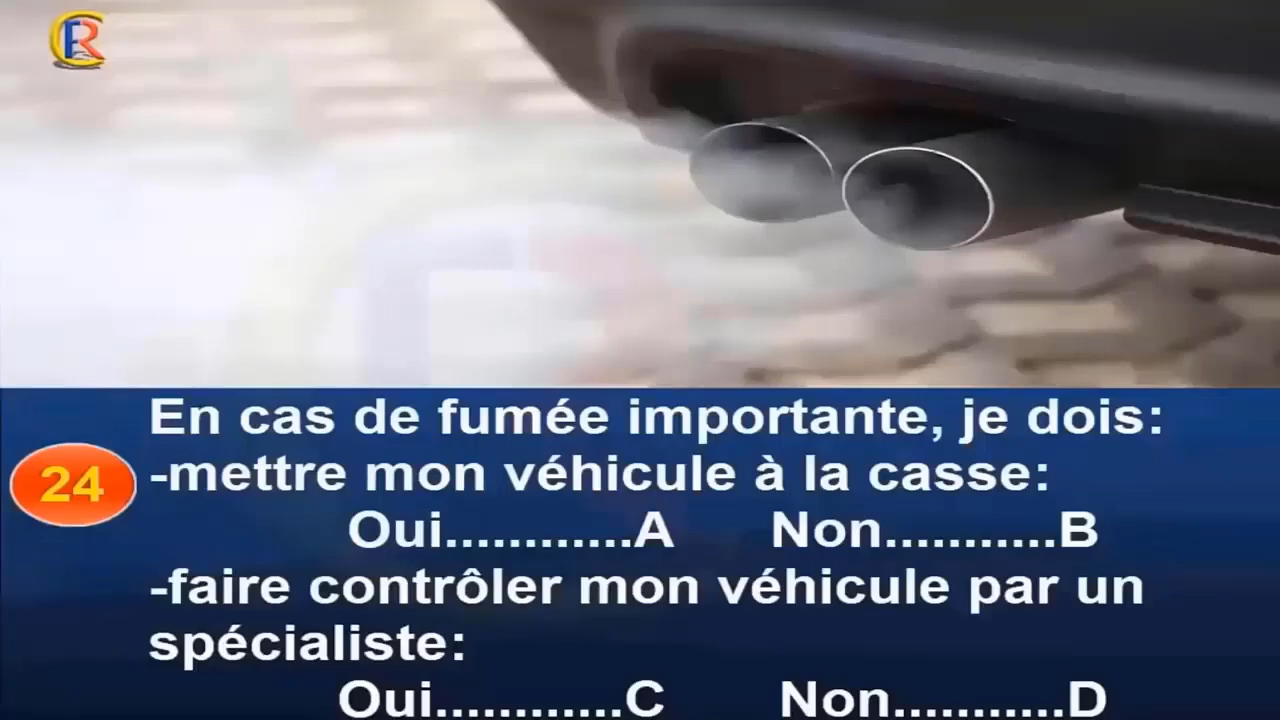 CR
En cas de fumée importante, je dois:
24
-mettre mon véhicule à la casse:
Oui............A Non...........B
-faire contrôler mon véhicule par un
spécialiste:
Oui............C Non...........D